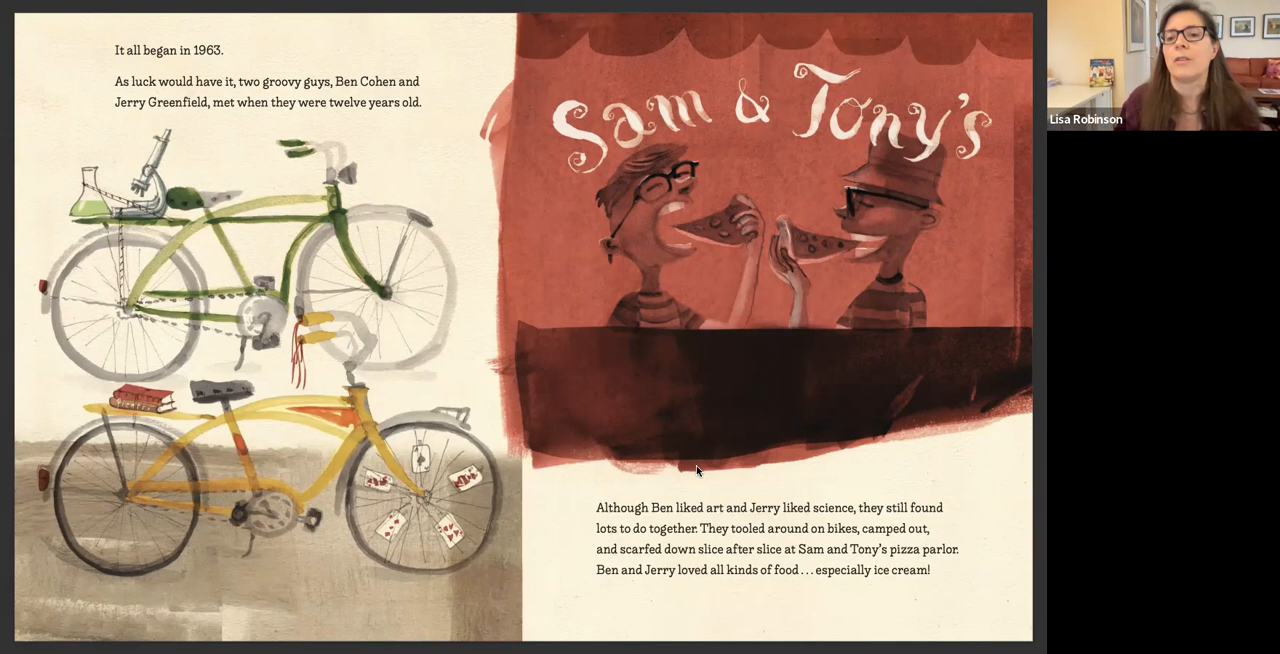 It all began in 1963.
As luck would have it, two groovy guys, Ben Cohen and
Jerry Greenfield, met when they were twelve years old.
Sam & Tony's
Although Ben liked art and Jerry liked science, they still found
lots to do together. They tooled around on bikes, camped out,
and scarfed down slice after slice at Sam and Tony's pizza parlor.
Ben and Jerry loved all kinds of food . . . especially ice cream!
Lisa Robinson